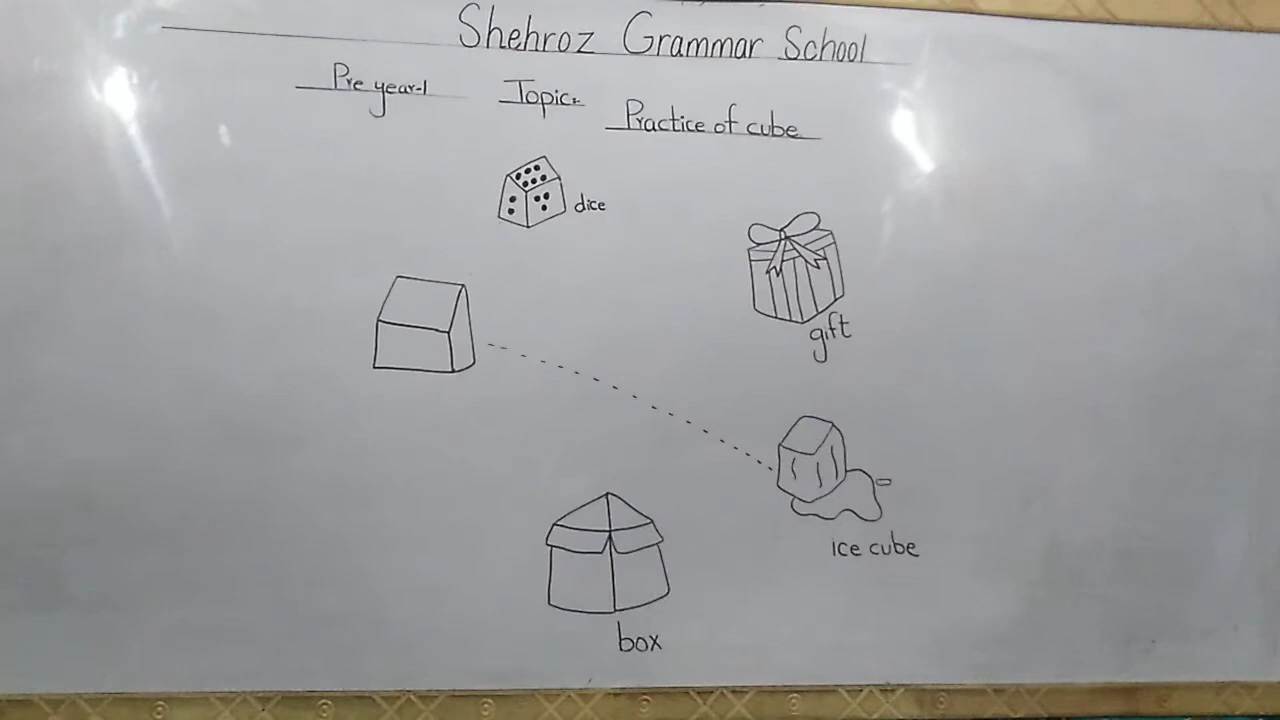 Shehroz Grammar School
Pre year-1 Topic:
Practice of cube
dice
gift
ice cube
box